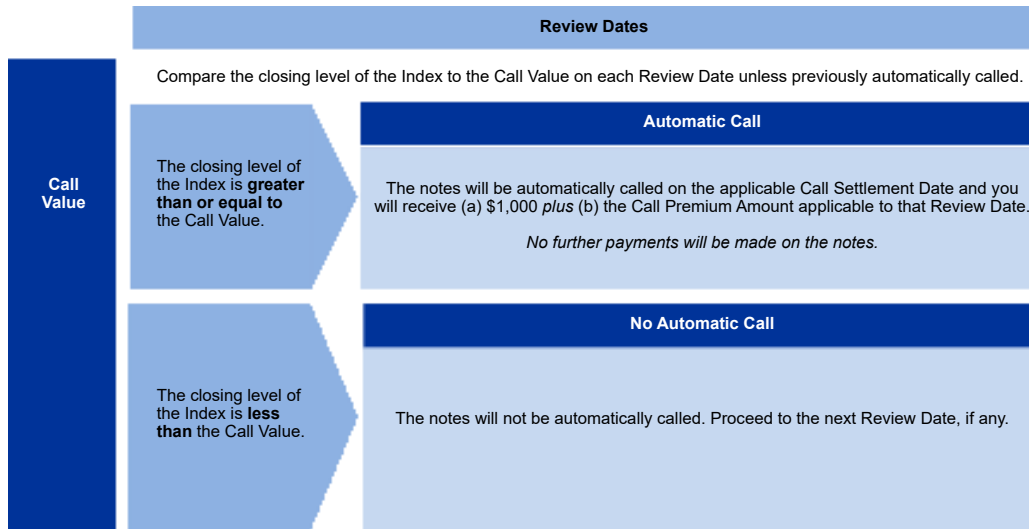 Review Dates
Compare the closing level of the Index to the Call Value on each Review Date unless previously automatically called.
Call
Value
The closing level of
the Index is greater
than or equal to
the Call Value.
Automatic Call
The notes will be automatically called on the applicable Call Settlement Date and you
will receive (a) $1,000 plus (b) the Call Premium Amount applicable to that Review Date.
No further payments will be made on the notes.
The closing level of
the Index is less
than the Call Value.
No Automatic Call
The notes will not be automatically called. Proceed to the next Review Date, if any.